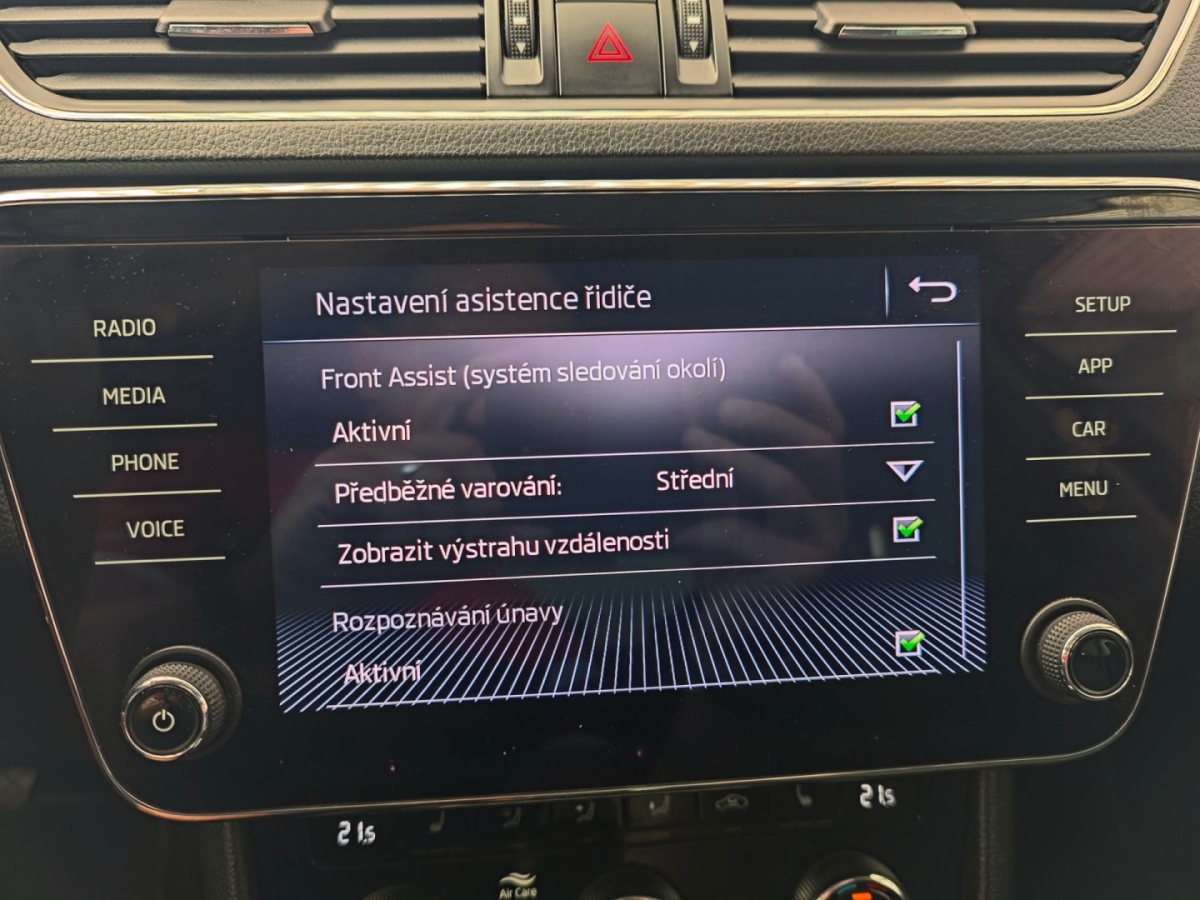 Nastavení asistence řidiče
Front Assist (systém sledování okolí)
Aktivní
Předběžné varování: Střední
Zobrazit výstrahu vzdálenosti
Rozpoznávání únavy
Aktivní
RADIO
MEDIA
PHONE
VOICE
SETUP
APP
CAR
MENU
21.5
21.5
Air Care